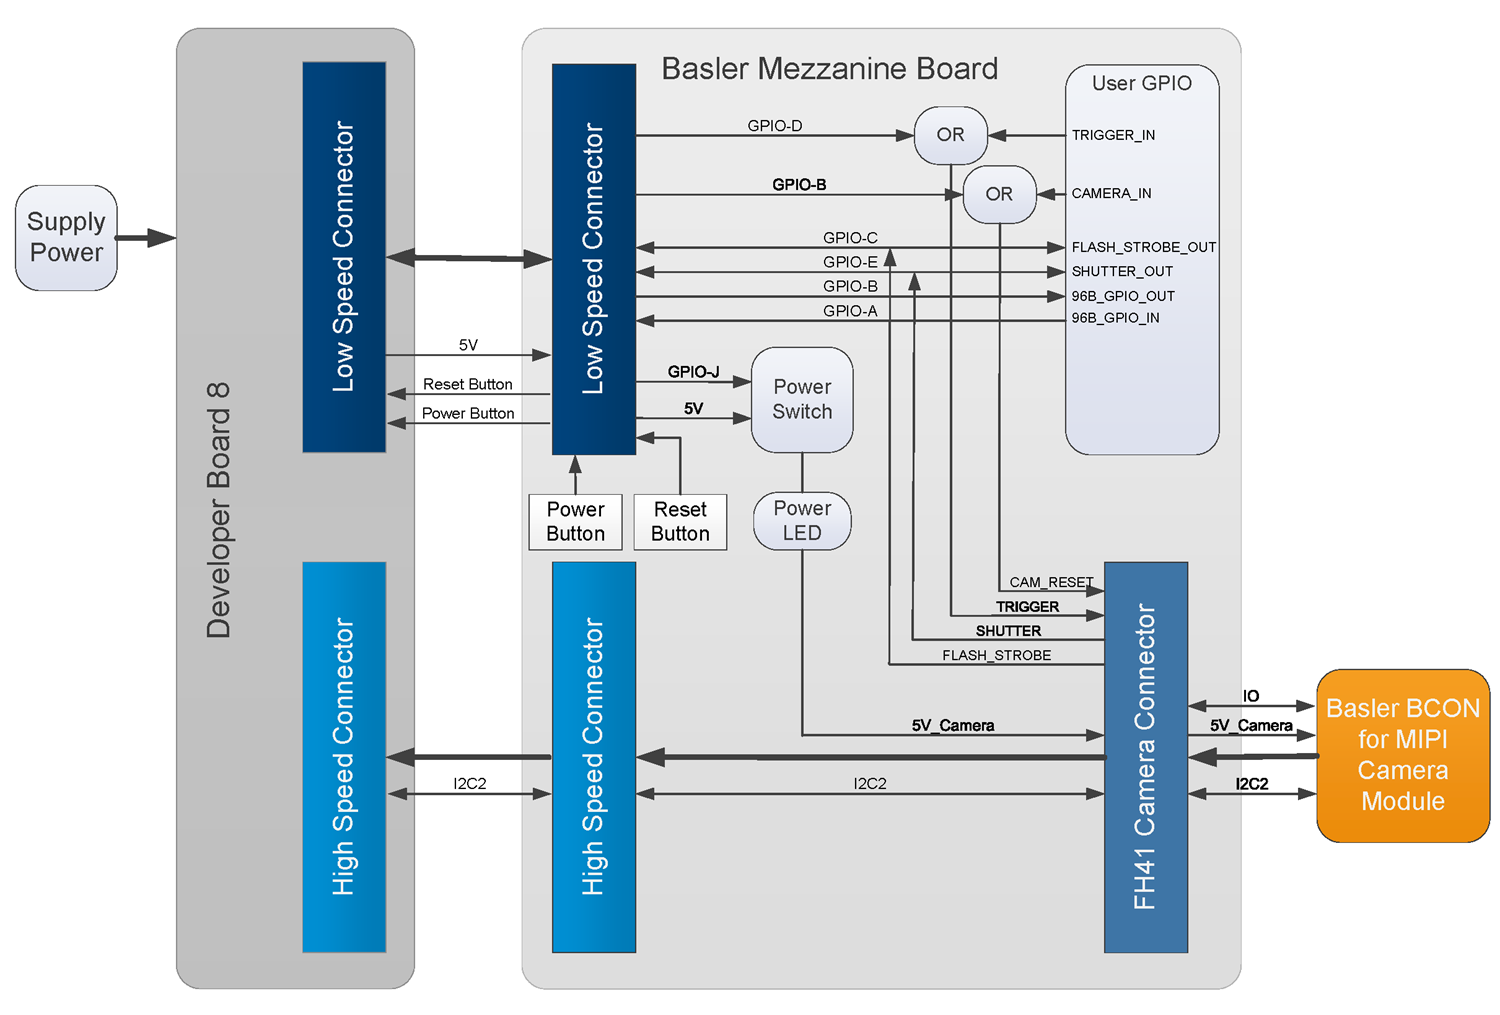 Basler Mezzanine Board
User GPIO
GPIO-D
OR
TRIGGER_IN
GPIO-B
OR
CAMERA_IN
Supply
Power
Low Speed Connector
Low Speed Connector
GPIO-C
FLASH_STROBE_OUT
GPIO-E
SHUTTER_OUT
GPIO-B
96B_GPIO_OUT
GPIO-A
96B_GPIO_IN
5V
Reset Button
Power Button
GPIO-J
5V
Power
Switch
Developer Board 8
Power
Button
Reset
Button
Power
LED
CAM_RESET
TRIGGER
SHUTTER
FLASH_STROBE
5V_Camera
High Speed Connector
High Speed Connector
FH41 Camera Connector
I2C2
I2C2
IO
5V_Camera
I2C2
Basler BCON
for MIPI
Camera
Module